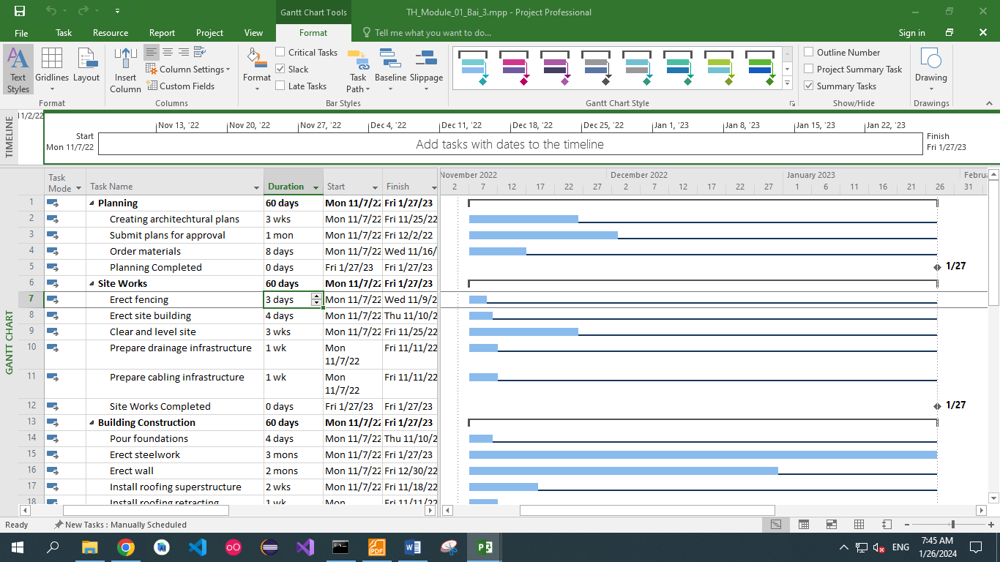 Gantt Chart Tools
TH_Module_01_Bai_3.mpp - Project Professional
File Task Resource Report Project View Format Tell me what you want to do... Sign in
Text Styles
Gridlines
Layout
Format
Insert Column
Column Settings
Custom Fields
Columns
Format
Critical Tasks
Slack
Late Tasks
Task Path
Baseline
Slippage
Bar Styles
Gantt Chart Style
Outline Number
Project Summary Task
Summary Tasks
Show/Hide
Drawing
Drawings
TIMELINE
11/2/22
Nov 13, '22 Nov 20, '22 Nov 27, '22 Dec 4, '22 Dec 11, '22 Dec 18, '22 Dec 25, '22 Jan 1, '23 Jan 8, '23 Jan 15, '23 Jan 22, '23
Start
Mon 11/7/22
Add tasks with dates to the timeline
Finish
Fri 1/27/23
GANTT CHART
Task Mode Task Name Duration Start Finish
November 2022 December 2022 January 2023 Febru
2 7 12 17 22 27 2 7 12 17 22 27 1 6 11 16 21 26 31
1 Planning 60 days Mon 11/7/22 Fri 1/27/23
2 Creating architechtural plans 3 wks Mon 11/7/22 Fri 11/25/22
3 Submit plans for approval 1 mon Mon 11/7/22 Fri 12/2/22
4 Order materials 8 days Mon 11/7/22 Wed 11/16/
5 Planning Completed 0 days Fri 1/27/23 Fri 1/27/23 1/27
6 Site Works 60 days Mon 11/7/22 Fri 1/27/23
7 Erect fencing 3 days Mon 11/7/22 Wed 11/9/2
8 Erect site building 4 days Mon 11/7/22 Thu 11/10/2
9 Clear and level site 3 wks Mon 11/7/22 Fri 11/25/22
10 Prepare drainage infrastructure 1 wk Mon 11/7/22 Fri 11/11/22
11 Prepare cabling infrastructure 1 wk Mon 11/7/22 Fri 11/11/22
12 Site Works Completed 0 days Fri 1/27/23 Fri 1/27/23 1/27
13 Building Construction 60 days Mon 11/7/22 Fri 1/27/23
14 Pour foundations 4 days Mon 11/7/22 Thu 11/10/2
15 Erect steelwork 3 mons Mon 11/7/22 Fri 1/27/23
16 Erect wall 2 mons Mon 11/7/22 Fri 12/30/22
17 Install roofing superstructure 2 wks Mon 11/7/22 Fri 11/18/22
18 Install roofing retracting 1 wk Mon Fri 11/11/22
Ready New Tasks : Manually Scheduled
ENG
7:45 AM
1/26/2024